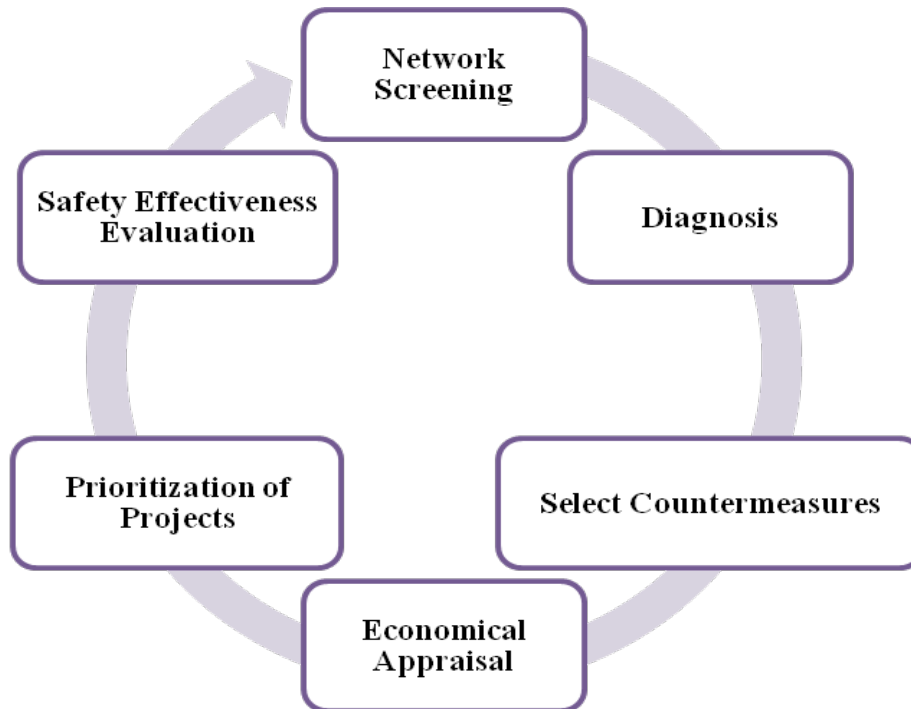 Network
Screening
Diagnosis
Select Countermeasures
Economical
Appraisal
Prioritization of
Projects
Safety Effectiveness
Evaluation